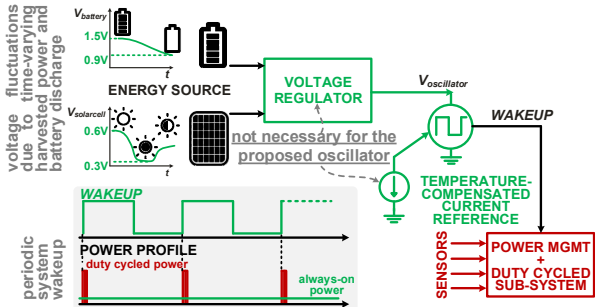 voltage fluctuations
due to time-varying
harvested power and
battery discharge
Vbattery
1.5V
0.9V
t
ENERGY SOURCE
Vsolarcell
0.6V
0.3V
t
VOLTAGE
REGULATOR
Voscillator
WAKEUP
not necessary for the
proposed oscillator
TEMPERATURE-
COMPENSATED
CURRENT
REFERENCE
periodic
system
wakeup
WAKEUP
POWER PROFILE
duty cycled power
always-on
power
t
SENSORS
POWER MGMT
+
DUTY CYCLED
SUB-SYSTEM